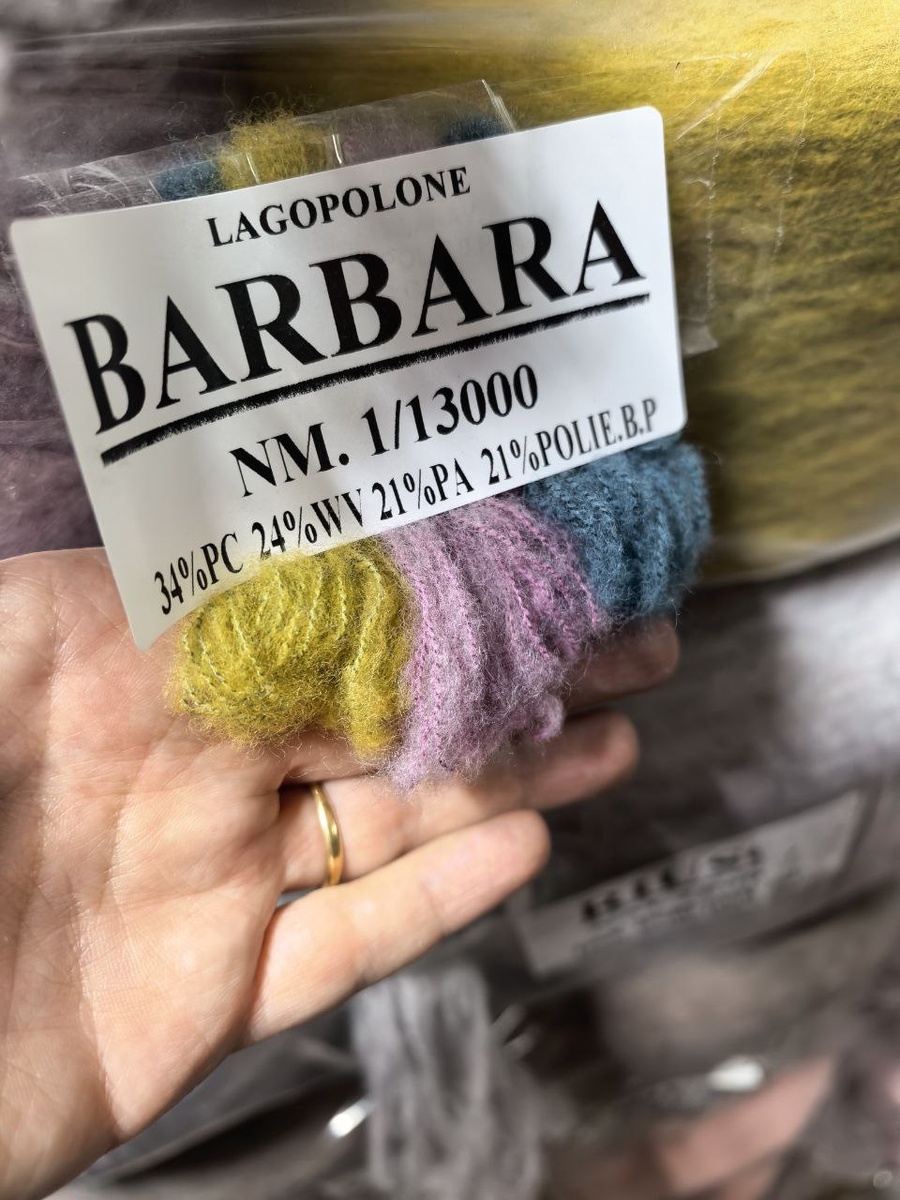 LAGOPOLONE
BARBARA
NM. 1/13000
34%PC 24%WV 21%PA 21%POLIE.B.P